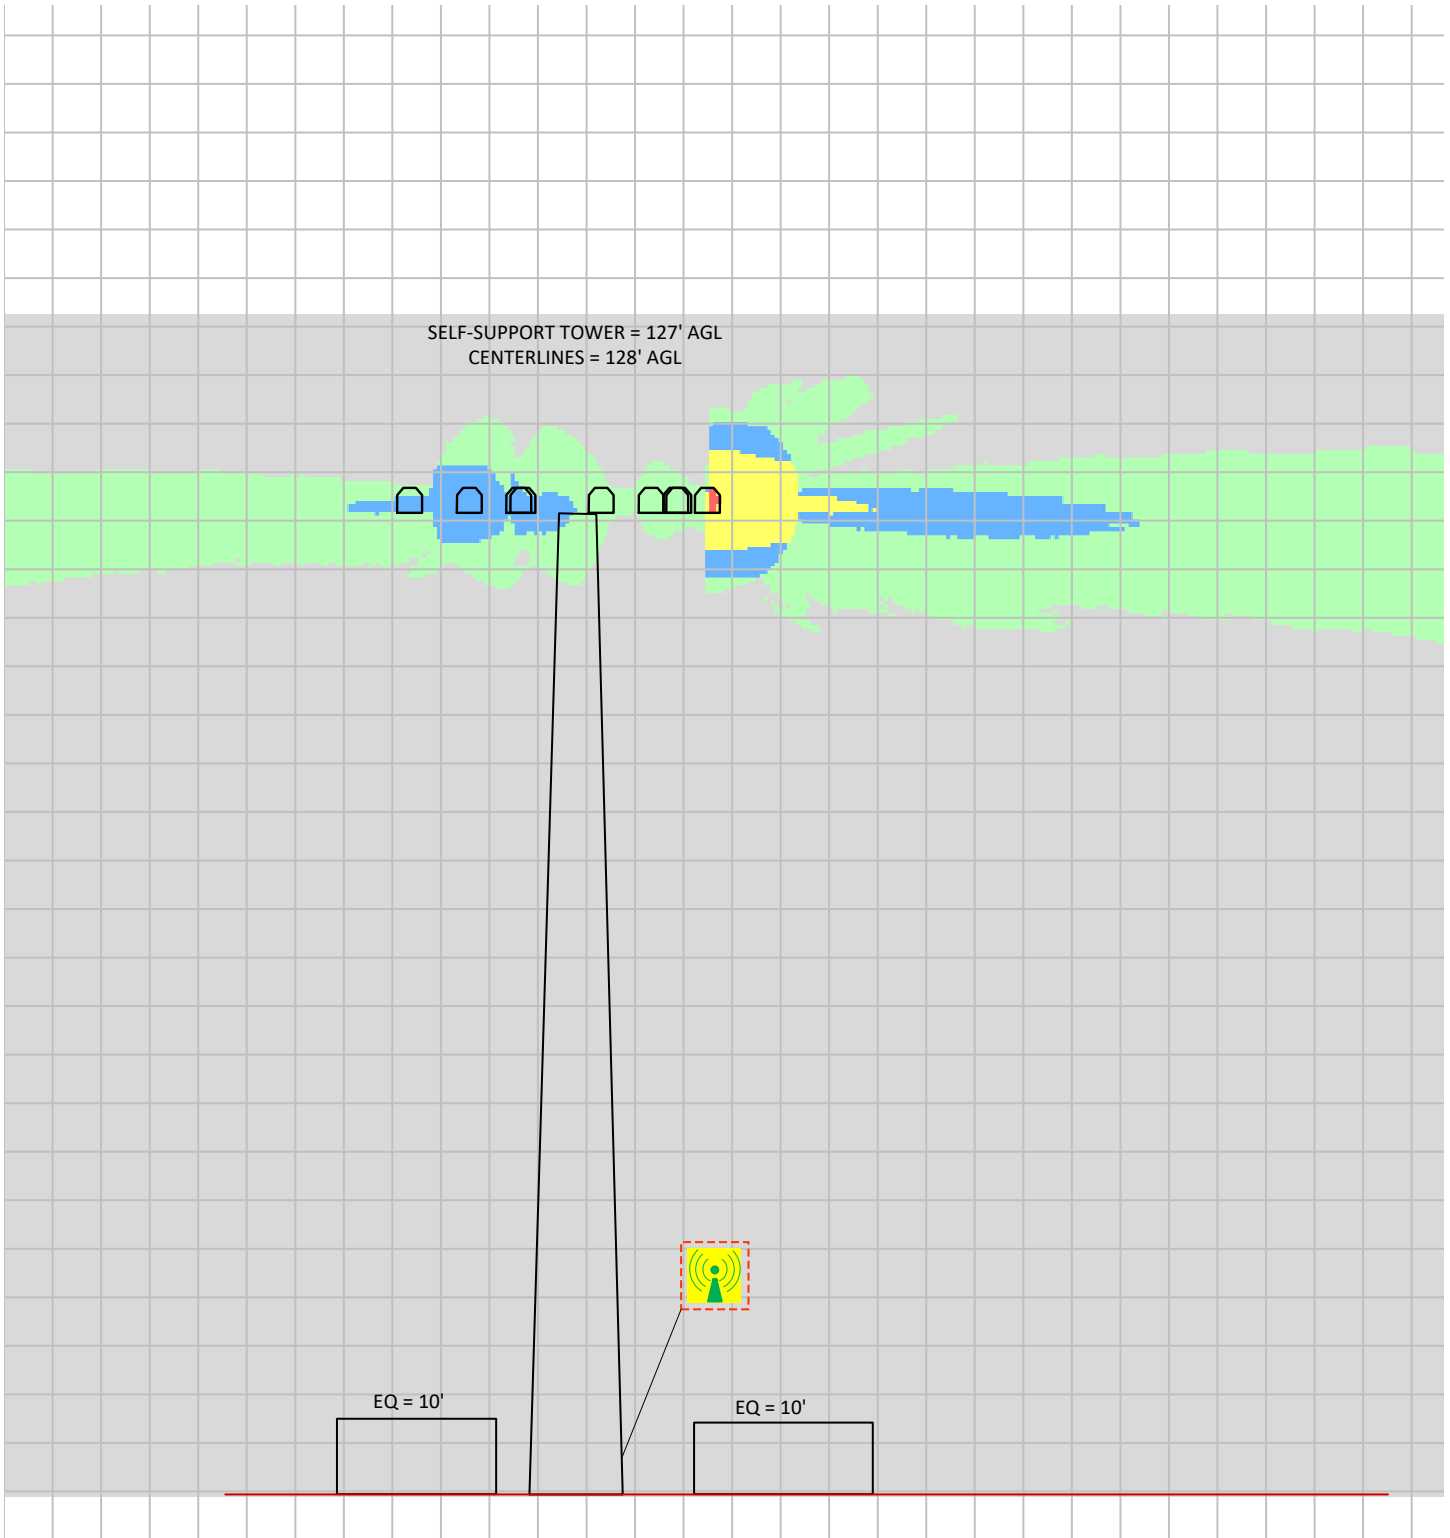 SELF-SUPPORT TOWER = 127' AGL
CENTERLINES = 128' AGL
EQ = 10'
EQ = 10'